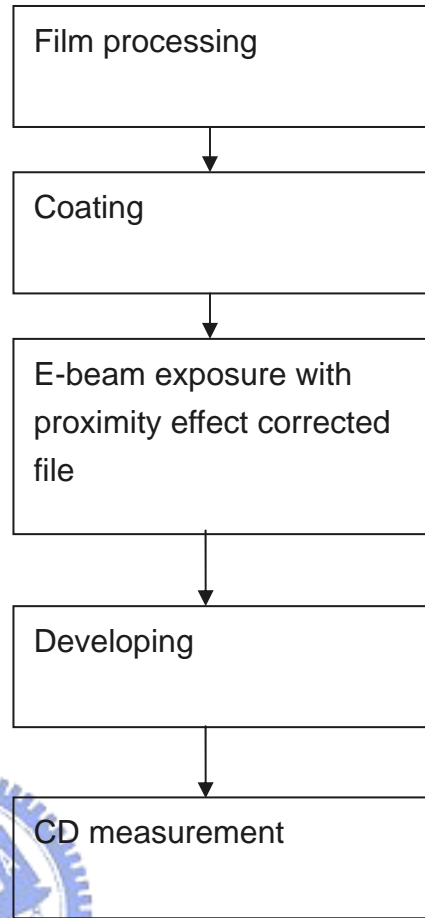 Film processing
Coating
E-beam exposure with
proximity effect corrected
file
Developing
CD measurement